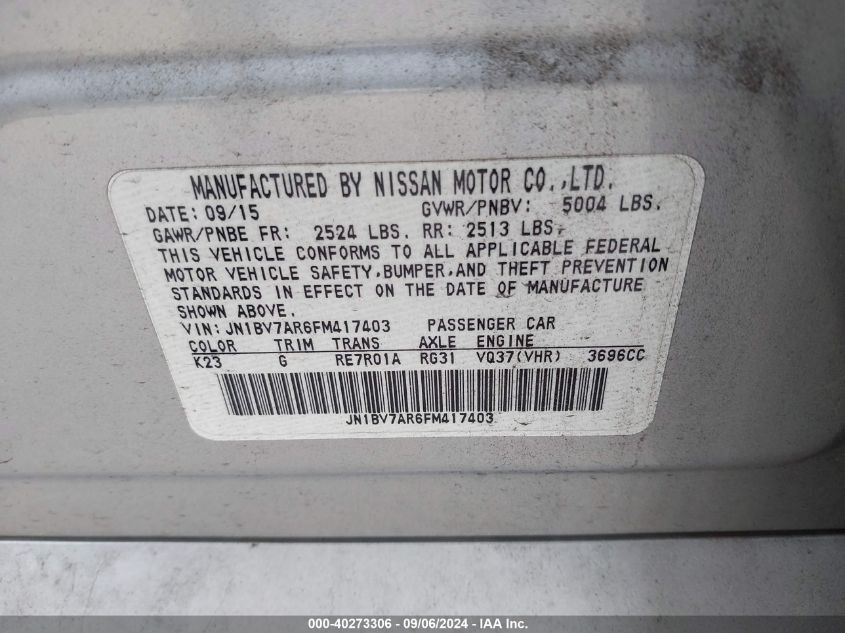 MANUFACTURED BY NISSAN MOTOR CO.,LTD.
DATE: 09/15 GVWR/PNBV: 5004 LBS.
GAWR/PNBE FR: 2524 LBS. RR: 2513 LBS.
THIS VEHICLE CONFORMS TO ALL APPLICABLE FEDERAL
MOTOR VEHICLE SAFETY,BUMPER,AND THEFT PREVENTION
STANDARDS IN EFFECT ON THE DATE OF MANUFACTURE
SHOWN ABOVE.
VIN: JN1BV7AR6FM417403 PASSENGER CAR
COLOR TRIM TRANS AXLE ENGINE
K23 G RE7R01A RG31 VQ37(VHR) 3696CC
JN1BV7AR6FM417403
000-40273306 - 09/06/2024 - IAA Inc.